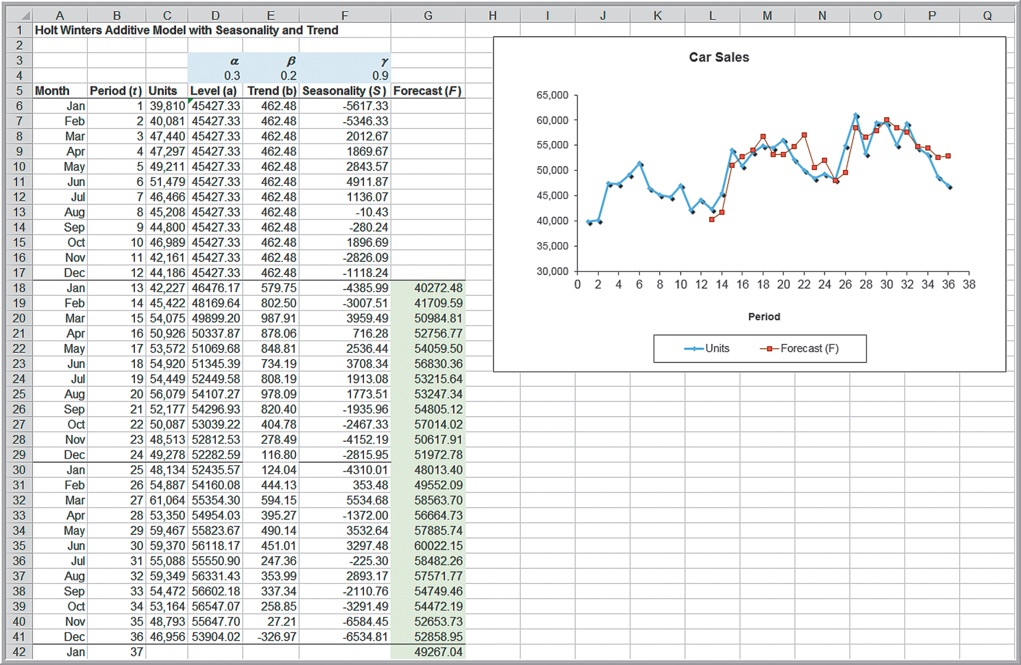 A B C D E F G H I J K L M N O P Q
1 Holt Winters Additive Model with Seasonality and Trend
2
3 α β γ
4 0.3 0.2 0.9
5 Month Period (t) Units Level (a) Trend (b) Seasonality (S) Forecast (F)
6 Jan 1 39,810 45427.33 462.48 -5617.33
7 Feb 2 40,081 45427.33 462.48 -5346.33
8 Mar 3 47,440 45427.33 462.48 2012.67
9 Apr 4 47,297 45427.33 462.48 1869.67
10 May 5 49,211 45427.33 462.48 2843.57
11 Jun 6 51,479 45427.33 462.48 4911.87
12 Jul 7 46,466 45427.33 462.48 1136.07
13 Aug 8 45,208 45427.33 462.48 -10.43
14 Sep 9 44,800 45427.33 462.48 -280.24
15 Oct 10 46,989 45427.33 462.48 1896.69
16 Nov 11 42,161 45427.33 462.48 -2826.09
17 Dec 12 44,186 45427.33 462.48 -1118.24
18 Jan 13 42,227 46476.17 579.75 -4385.99 40272.48
19 Feb 14 45,422 48169.64 802.50 -3007.51 41709.59
20 Mar 15 54,075 49899.20 987.91 3959.49 50984.81
21 Apr 16 50,926 50337.87 878.06 716.28 52756.77
22 May 17 53,572 51069.68 848.81 2536.44 54059.50
23 Jun 18 54,920 51345.39 734.19 3708.34 56830.36
24 Jul 19 54,449 52449.58 808.19 1913.08 53215.64
25 Aug 20 56,079 54107.27 978.09 1773.51 53247.34
26 Sep 21 52,177 54296.93 820.40 -1935.96 54805.12
27 Oct 22 50,087 53039.22 404.78 -2467.33 57014.02
28 Nov 23 48,513 52812.53 278.49 -4152.19 50617.91
29 Dec 24 49,278 52282.59 116.80 -2815.95 51972.78
30 Jan 25 48,134 52435.57 124.04 -4310.01 48013.40
31 Feb 26 54,887 54160.08 444.13 353.48 49552.09
32 Mar 27 61,064 55354.30 594.15 5534.68 58563.70
33 Apr 28 53,350 54954.03 395.27 -1372.00 56664.73
34 May 29 59,467 55823.67 490.14 3532.64 57885.74
35 Jun 30 59,370 56118.17 451.01 3297.48 60022.15
36 Jul 31 55,088 55550.90 247.36 -225.30 58482.26
37 Aug 32 59,349 56331.43 353.99 2893.17 57571.77
38 Sep 33 54,472 56602.18 337.34 -2110.76 54749.46
39 Oct 34 53,164 56547.07 258.85 -3291.49 54472.19
40 Nov 35 48,793 55647.70 27.21 -6584.45 52653.73
41 Dec 36 46,956 53904.02 -326.97 -6534.81 52858.95
42 Jan 37 49267.04
Car Sales
65,000
60,000
55,000
50,000
45,000
40,000
35,000
30,000
0 2 4 6 8 10 12 14 16 18 20 22 24 26 28 30 32 34 36 38
Period
Units Forecast (F)